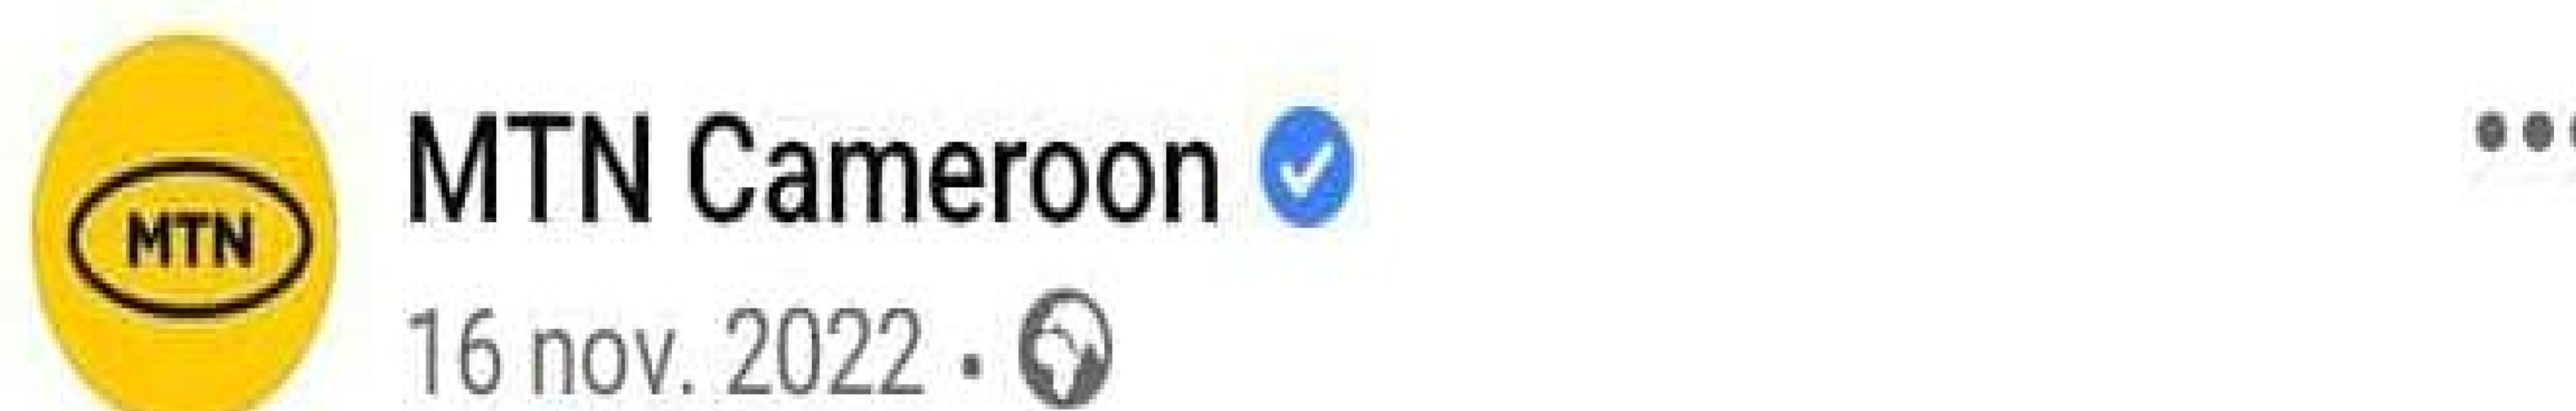 MTN
MTN Cameroon
16 nov. 2022 •